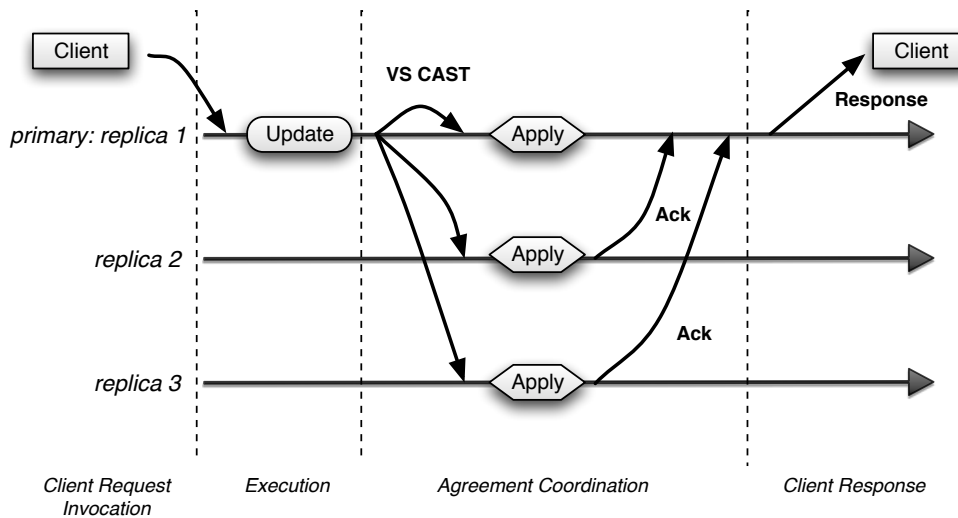 Client
Client
VS CAST
Response
primary: replica 1
Update
Apply
Ack
replica 2
Apply
Ack
replica 3
Apply
Client Request
Invocation
Execution
Agreement Coordination
Client Response